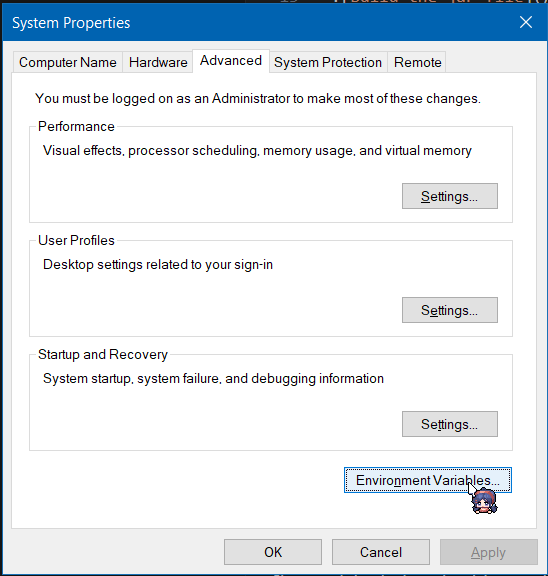 System Properties
Computer Name
Hardware
Advanced
System Protection
Remote
You must be logged on as an Administrator to make most of these changes.
Performance
Visual effects, processor scheduling, memory usage, and virtual memory
Settings...
User Profiles
Desktop settings related to your sign-in
Settings...
Startup and Recovery
System startup, system failure, and debugging information
Settings...
Environment Variables...
OK
Cancel
Apply